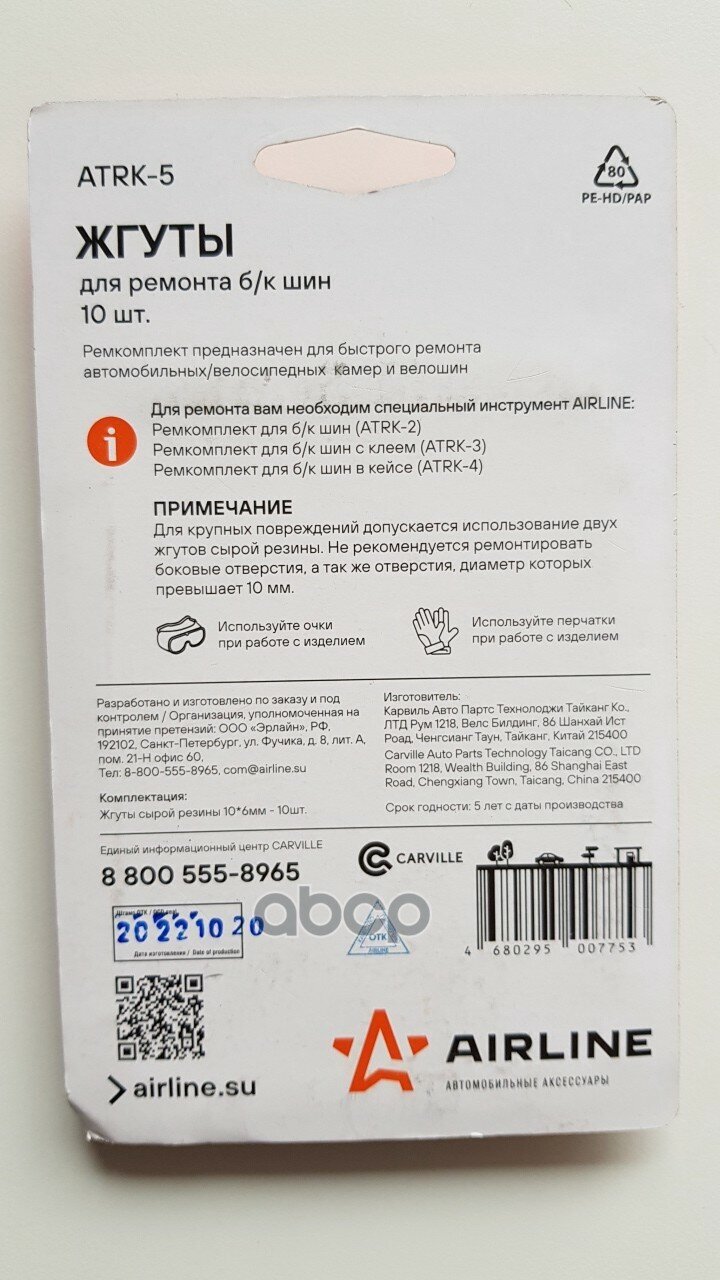 ATRK-5
80
PE-HD/PAP
ЖГУТЫ
для ремонта б/к шин
10 шт.
Ремкомплект предназначен для быстрого ремонта
автомобильных/велосипедных камер и велошин
Для ремонта вам необходим специальный инструмент AIRLINE:
Ремкомплект для б/к шин (ATRK-2)
Ремкомплект для б/к шин с клеем (ATRK-3)
Ремкомплект для б/к шин в кейсе (ATRK-4)
ПРИМЕЧАНИЕ
Для крупных повреждений допускается использование двух
жгутов сырой резины. Не рекомендуется ремонтировать
боковые отверстия, а так же отверстия, диаметр которых
превышает 10 мм.
Используйте очки
при работе с изделием
Используйте перчатки
при работе с изделием
Разработано и изготовлено по заказу и под
контролем / Организация, уполномоченная на
принятие претензий: ООО «Эрлайн», РФ,
192102, Санкт-Петербург, ул. Фучика, д. 8, лит. А,
пом. 21-Н офис 60,
Тел: 8-800-555-8965, com@airline.su
Комплектация:
Жгуты сырой резины 10*6мм - 10шт.
Изготовитель:
Карвиль Авто Партс Технолоджи Тайканг Ко.,
ЛТД Рум 1218, Велс Билдинг, 86 Шанхай Ист
Роад, Ченгсианг Таун, Тайканг, Китай 215400
Carville Auto Parts Technology Taicang CO., LTD
Room 1218, Wealth Building, 86 Shanghai East
Road, Chengxiang Town, Taicang, China 215400
Срок годности: 5 лет с даты производства
Единый информационный центр CARVILLE
8 800 555-8965
CARVILLE
Штамп ОТК /
20221020
Дата изготовления / Date of production
авсо
ОТК
AIRLINE
4 680295 007753
airline.su
AIRLINE
АВТОМОБИЛЬНЫЕ АКСЕССУАРЫ